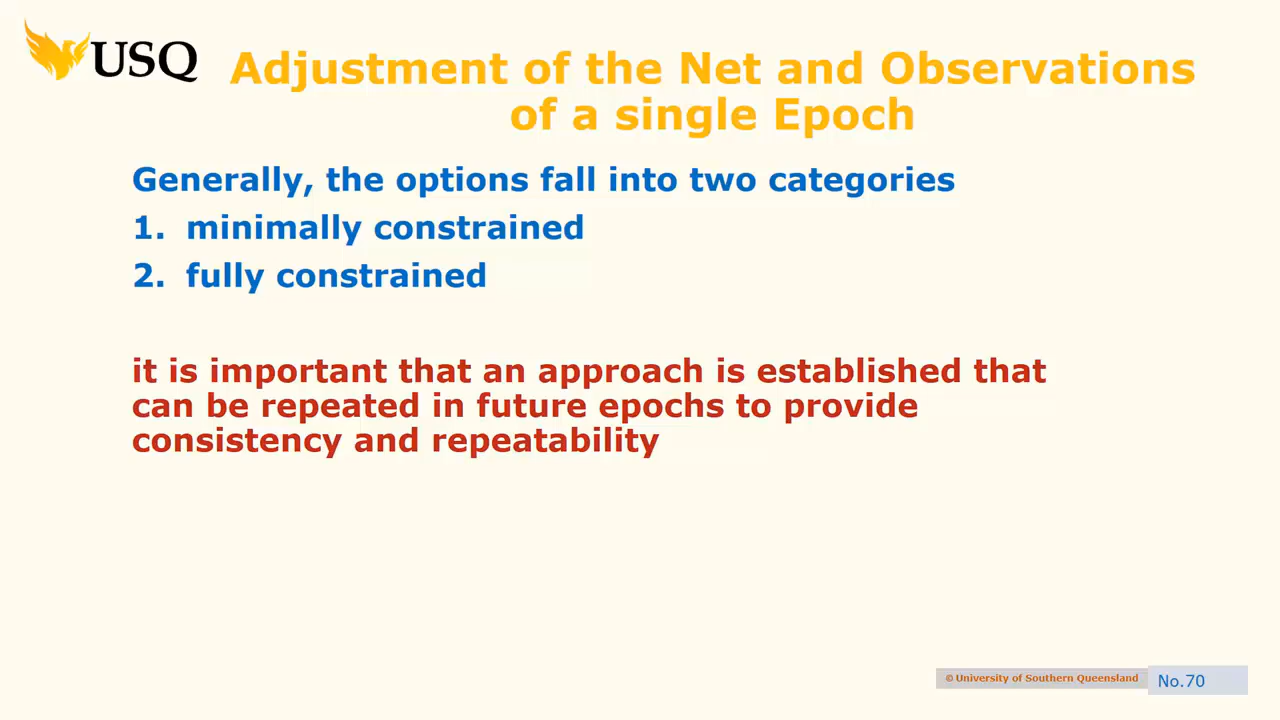 USQ
Adjustment of the Net and Observations
of a single Epoch
Generally, the options fall into two categories
1. minimally constrained
2. fully constrained
it is important that an approach is established that
can be repeated in future epochs to provide
consistency and repeatability
© University of Southern Queensland
No.70